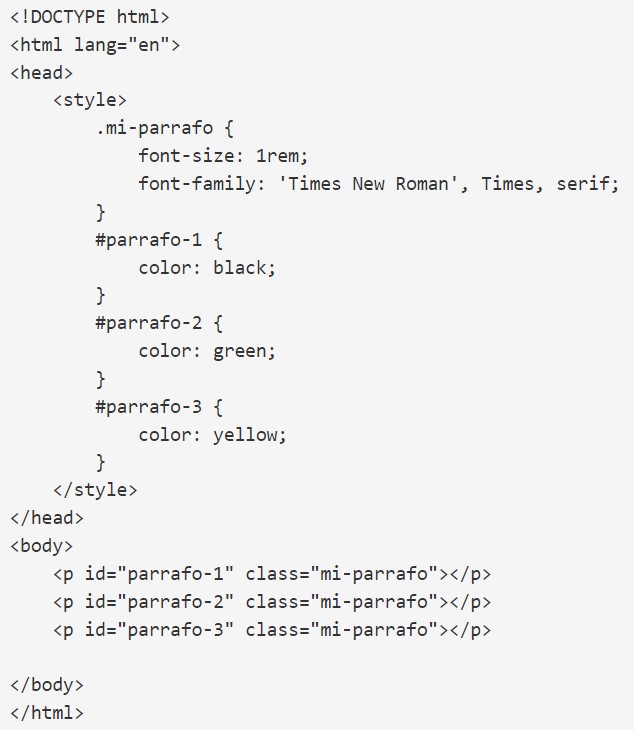 <!DOCTYPE html>
<html lang="en">
<head>
    <style>
        .mi-parrafo {
            font-size: 1rem;
            font-family: 'Times New Roman', Times, serif;
        }
        #parrafo-1 {
            color: black;
        }
        #parrafo-2 {
            color: green;
        }
        #parrafo-3 {
            color: yellow;
        }
    </style>
</head>
<body>
    <p id="parrafo-1" class="mi-parrafo"></p>
    <p id="parrafo-2" class="mi-parrafo"></p>
    <p id="parrafo-3" class="mi-parrafo"></p>

</body>
</html>